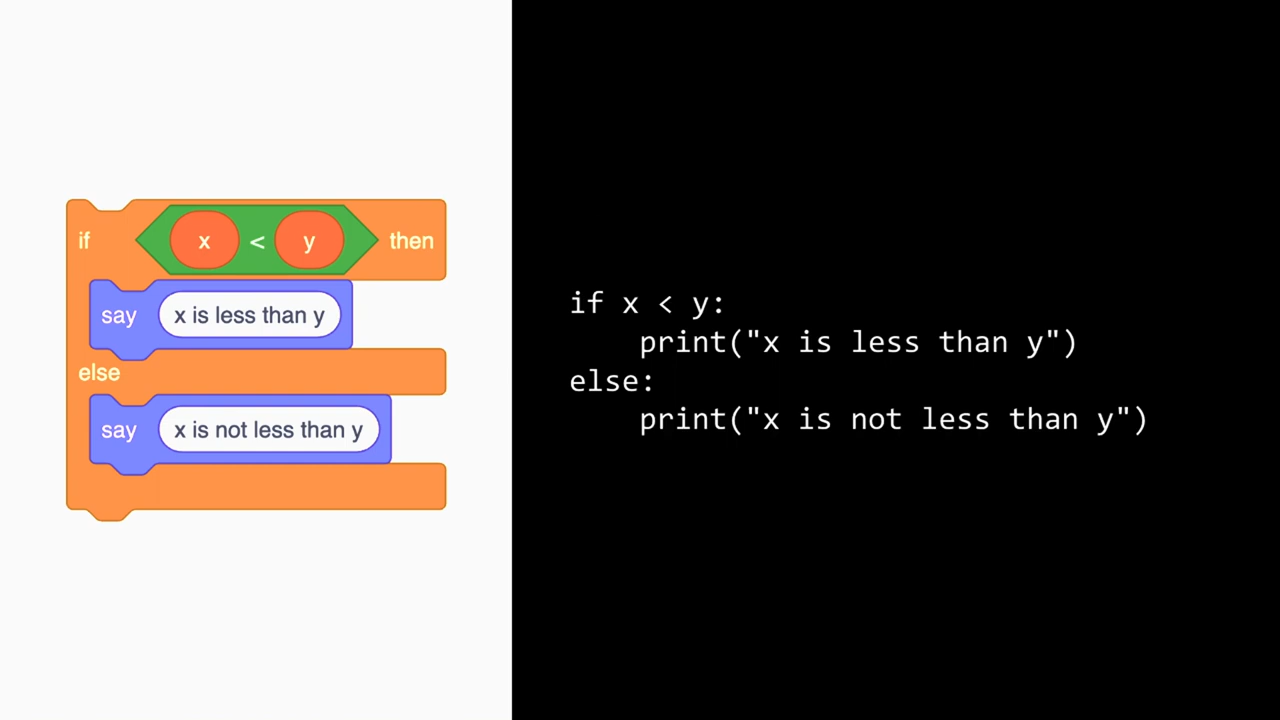 if x < y then
say x is less than y
else
say x is not less than y
if x < y:
    print("x is less than y")
else:
    print("x is not less than y")